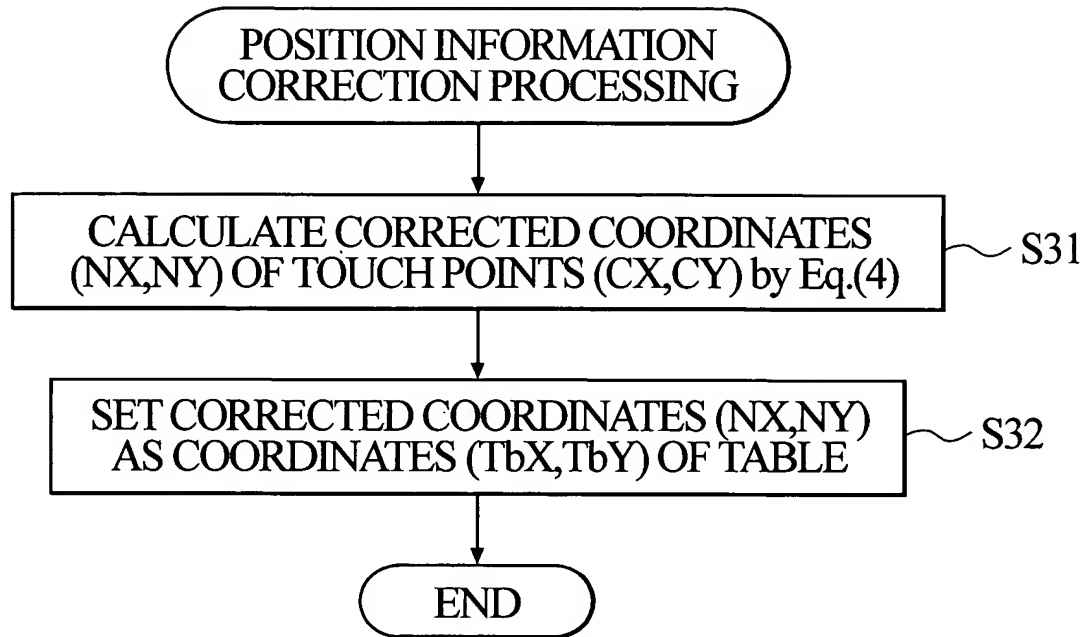 POSITION INFORMATION
CORRECTION PROCESSING
CALCULATE CORRECTED COORDINATES
(NX,NY) OF TOUCH POINTS (CX,CY) by Eq.(4)
S31
SET CORRECTED COORDINATES (NX,NY)
AS COORDINATES (TbX,TbY) OF TABLE
S32
END